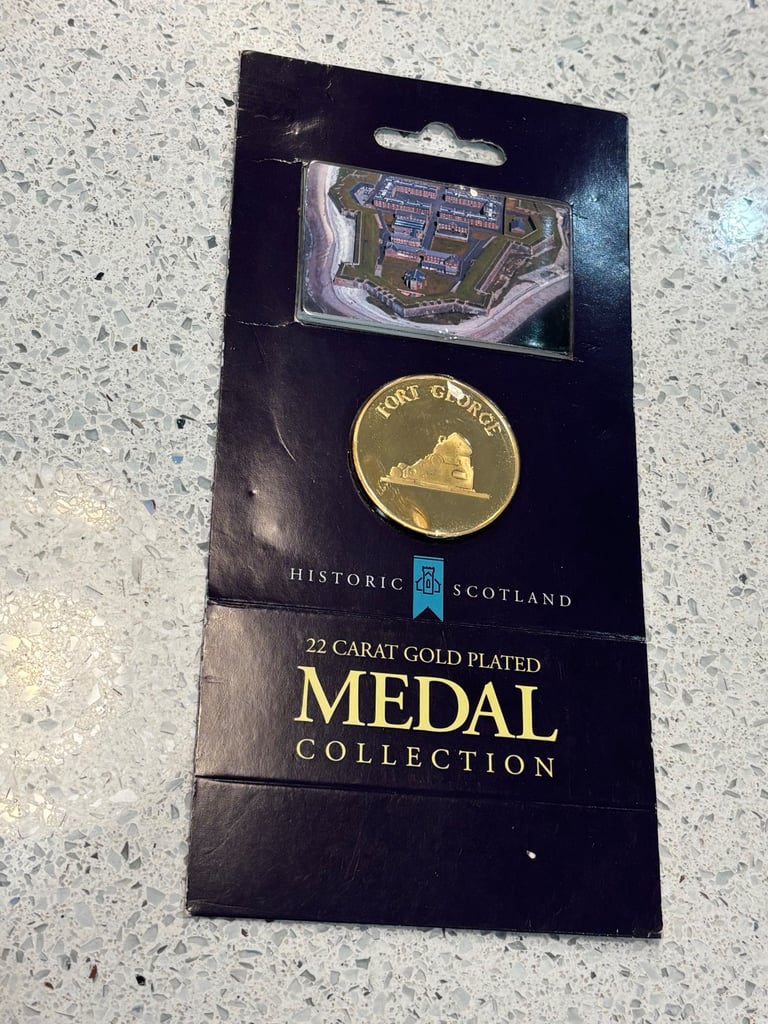 FORT GEORGE
HISTORIC SCOTLAND
22 CARAT GOLD PLATED
MEDAL
COLLECTION